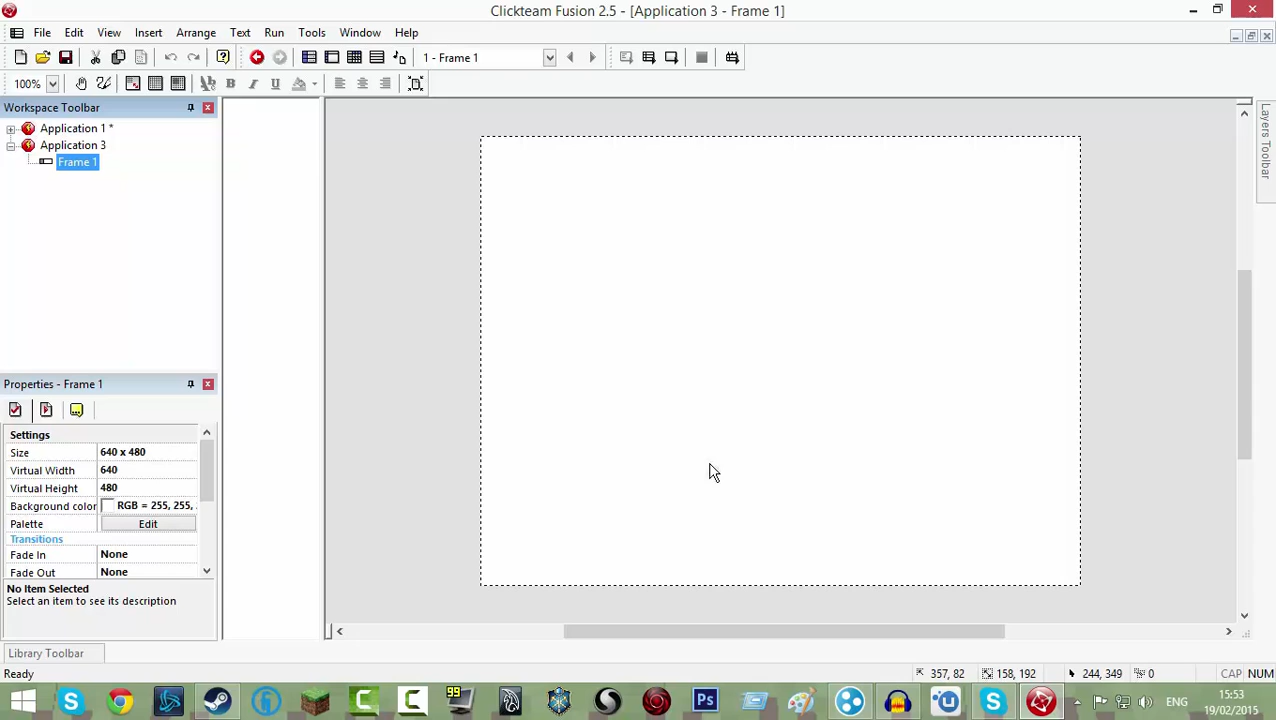 Clickteam Fusion 2.5 - [Application 3 - Frame 1]
File Edit View Insert Arrange Text Run Tools Window Help
1 - Frame 1
100%
B I U
Workspace Toolbar
Application 1 *
Application 3
Frame 1
Layers Toolbar
Properties - Frame 1
Settings
Size 640 x 480
Virtual Width 640
Virtual Height 480
Background color RGB = 255, 255,
Palette Edit
Transitions
Fade In None
Fade Out None
No Item Selected
Select an item to see its description
Library Toolbar
Ready 357, 82 158, 192 244, 349 0 CAP NUM
99 Ps ENG 15:53
19/02/2015